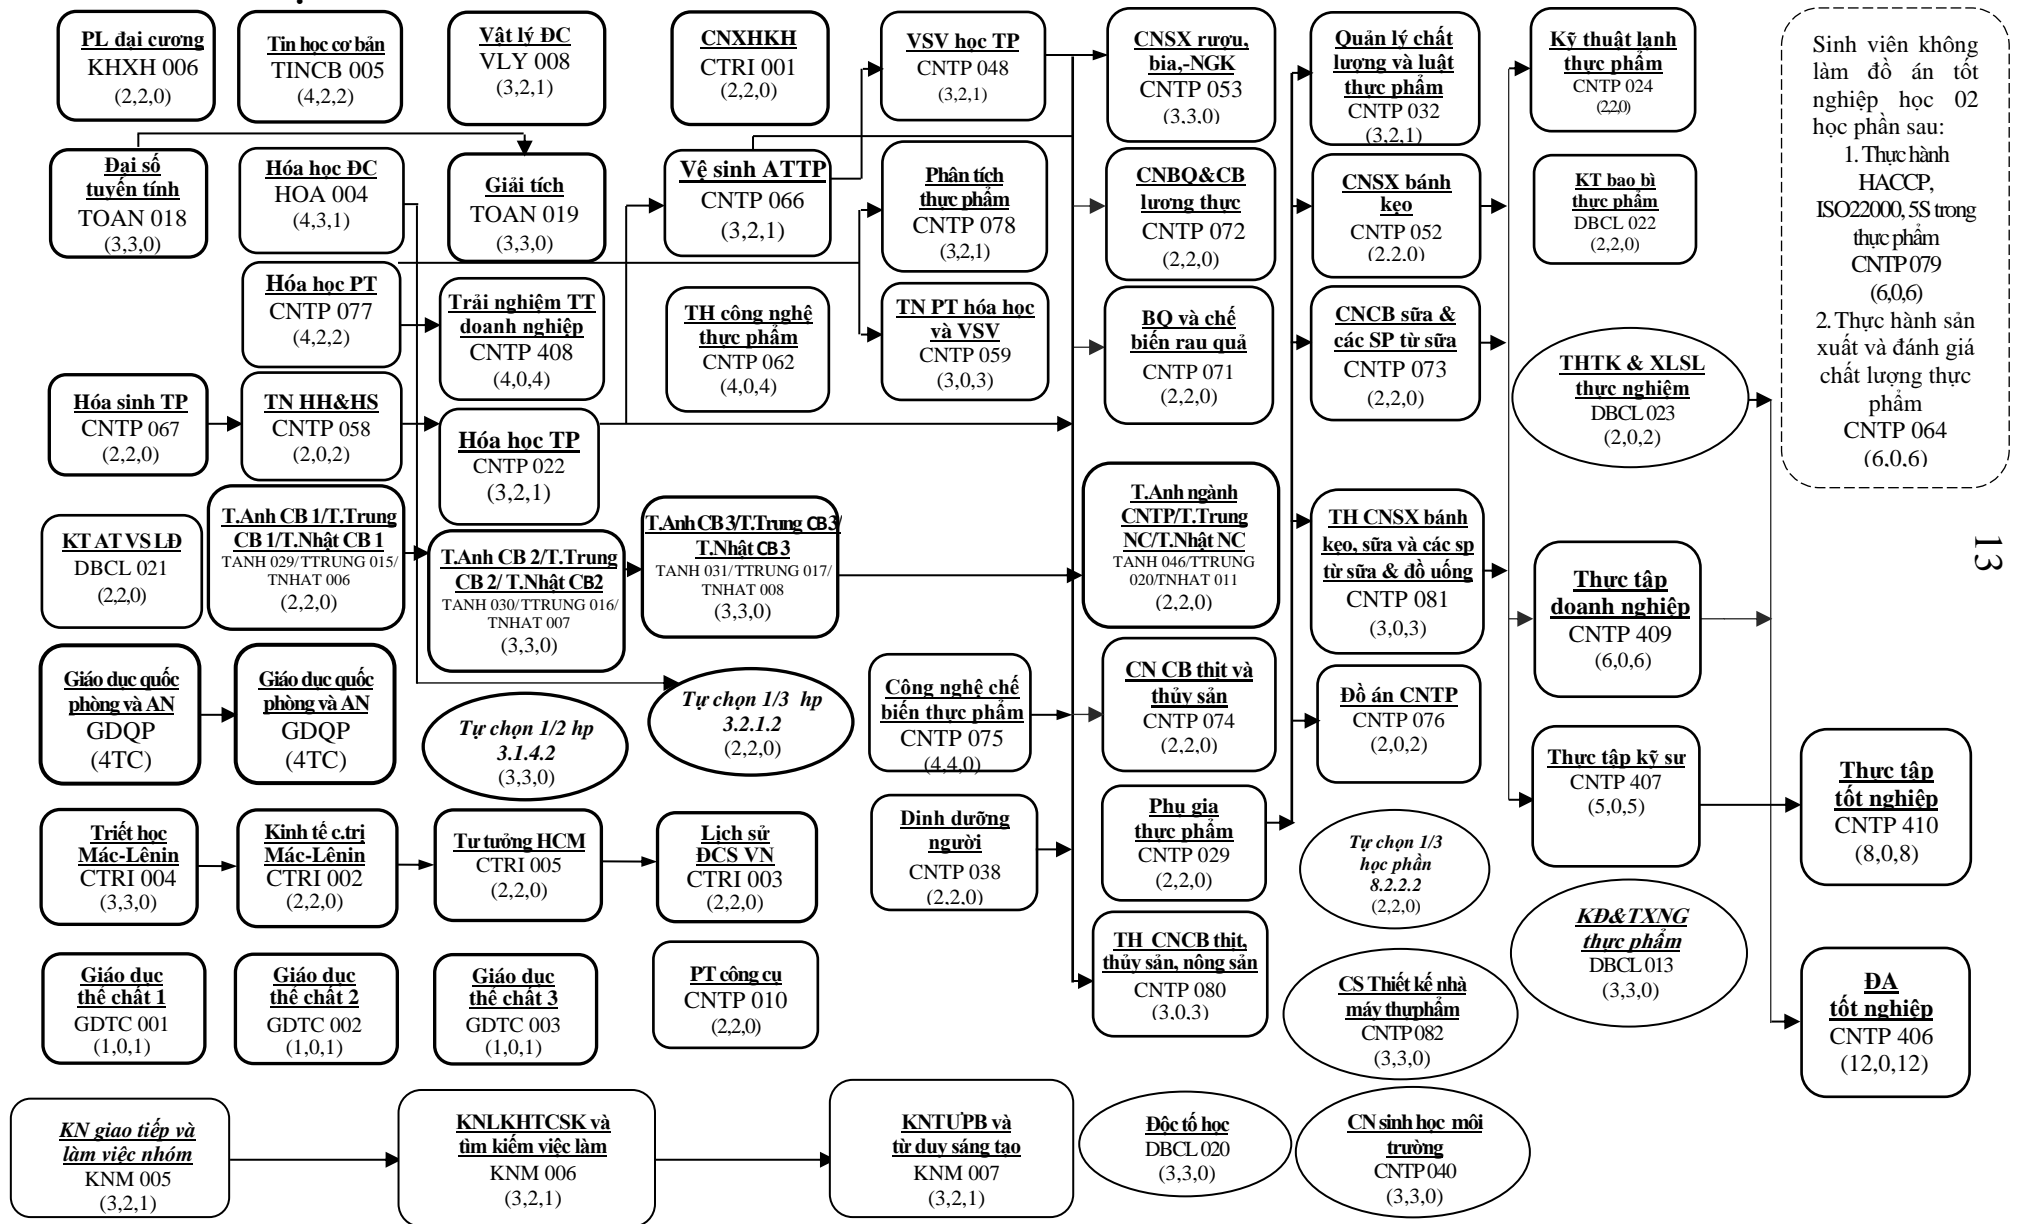 PL đại cương
KHXH 006
(2,2,0)
Tin học cơ bản
TINCB 005
(4,2,2)
Vật lý ĐC
VLY 008
(3,2,1)
CNXHKH
CTRI 001
(2,2,0)
VSV học TP
CNTP 048
(3,2,1)
CNSX rượu,
bia,-NGK
CNTP 053
(3.3.0)
Quản lý chất
lượng và luật
thực phẩm
CNTP 032
(3,2,1)
Kỹ thuật lạnh
thực phẩm
CNTP 024
(2,2,0)
Sinh viên không
làm đồ án tốt
nghiệp học 02
học phần sau:
1. Thực hành
HACCP,
ISO22000, 5S trong
thực phẩm
CNTP 079
(6,0,6)
2. Thực hành sản
xuất và đánh giá
chất lượng thực
phẩm
CNTP 064
(6,0,6)
Đại số
tuyến tính
TOAN 018
(3,3,0)
Hóa học ĐC
HOA 004
(4,3,1)
Giải tích
TOAN 019
(3,3,0)
Vệ sinh ATTP
CNTP 066
(3,2,1)
Phân tích
thực phẩm
CNTP 078
(3,2,1)
CNBQ&CB
lương thực
CNTP 072
(2,2,0)
CNSX bánh
kẹo
CNTP 052
(2,2,0)
KT bao bì
thực phẩm
DBCL 022
(2,2,0)
Hóa học PT
CNTP 077
(4,2,2)
Trải nghiệm TT
doanh nghiệp
CNTP 408
(4,0,4)
TH công nghệ
thực phẩm
CNTP 062
(4,0,4)
TN PT hóa học
và VSV
CNTP 059
(3,0,3)
BQ và chế
biến rau quả
CNTP 071
(2,2,0)
CNCB sữa &
các SP từ sữa
CNTP 073
(2,2,0)
THTK & XLSL
thực nghiệm
DBCL 023
(2,0,2)
Hóa sinh TP
CNTP 067
(2,2,0)
TN HH&HS
CNTP 058
(2,0,2)
Hóa học TP
CNTP 022
(3,2,1)
KT AT VS LĐ
DBCL 021
(2,2,0)
T.Anh CB 1/T.Trung
CB 1/T.Nhật CB 1
TANH 029/ TTRUNG 015/
TNHAT 006
(2,2,0)
T.Anh CB 2/T.Trung
CB 2/ T.Nhật CB2
TANH 030/ TTRUNG 016/
TNHAT 007
(3,3,0)
T.Anh CB 3/T.Trung CB 3/
T.Nhật CB 3
TANH 031/ TTRUNG 017/
TNHAT 008
(3,3,0)
T.Anh ngành
CNTP/T.Trung
NC/T.Nhật NC
TANH 046/TTRUNG
020/TNHAT 011
(2,2,0)
TH CNSX bánh
kẹo, sữa và các sp
từ sữa & đồ uống
CNTP 081
(3,0,3)
Thực tập
doanh nghiệp
CNTP 409
(6,0,6)
13
Giáo dục quốc
phòng và AN
GDQP
(4TC)
Giáo dục quốc
phòng và AN
GDQP
(4TC)
Tự chọn 1/2 hp
3.1.4.2
(3,3,0)
Tự chọn 1/3 hp
3.2.1.2
(2,2,0)
Công nghệ chế
biến thực phẩm
CNTP 075
(4,4,0)
CN CB thịt và
thủy sản
CNTP 074
(2,2,0)
Đồ án CNTP
CNTP 076
(2,0,2)
Thực tập kỹ sư
CNTP 407
(5,0,5)
Thực tập
tốt nghiệp
CNTP 410
(8,0,8)
Triết học
Mác-Lênin
CTRI 004
(3,3,0)
Kinh tế c.trị
Mác-Lênin
CTRI 002
(2,2,0)
Tư tưởng HCM
CTRI 005
(2,2,0)
Lịch sử
ĐCS VN
CTRI 003
(2,2,0)
Dinh dưỡng
người
CNTP 038
(2,2,0)
Phụ gia
thực phẩm
CNTP 029
(2,2,0)
Tự chọn 1/3
học phần
8.2.2.2
(2,2,0)
KĐ&TXNG
thực phẩm
DBCL 013
(3,3,0)
Giáo dục
thể chất 1
GDTC 001
(1,0,1)
Giáo dục
thể chất 2
GDTC 002
(1,0,1)
Giáo dục
thể chất 3
GDTC 003
(1,0,1)
PT công cụ
CNTP 010
(2,2,0)
TH CNCB thịt,
thủy sản, nông sản
CNTP 080
(3,0,3)
CS Thiết kế nhà
máy thựphẩm
CNTP 082
(3,3,0)
ĐA
tốt nghiệp
CNTP 406
(12,0,12)
KN giao tiếp và
làm việc nhóm
KNM 005
(3,2,1)
KNLKHTCSK và
tìm kiếm việc làm
KNM 006
(3,2,1)
KNTƯPB và
từ duy sáng tạo
KNM 007
(3,2,1)
Độc tố học
DBCL 020
(3,3,0)
CN sinh học môi
trường
CNTP 040
(3,3,0)